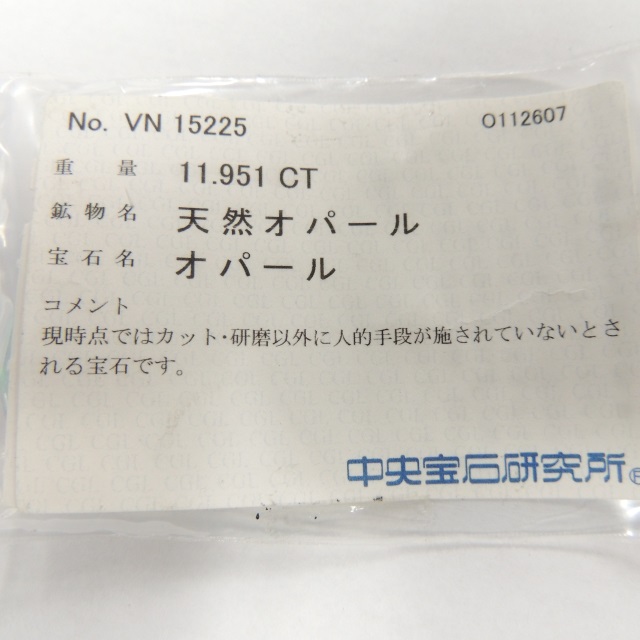 No. VN 15225 O112607
重量 11.951 CT
鉱物名 天然オパール
宝石名 オパール
コメント
現時点ではカット・研磨以外に人的手段が施されていないとさ
れる宝石です。
中央宝石研究所®